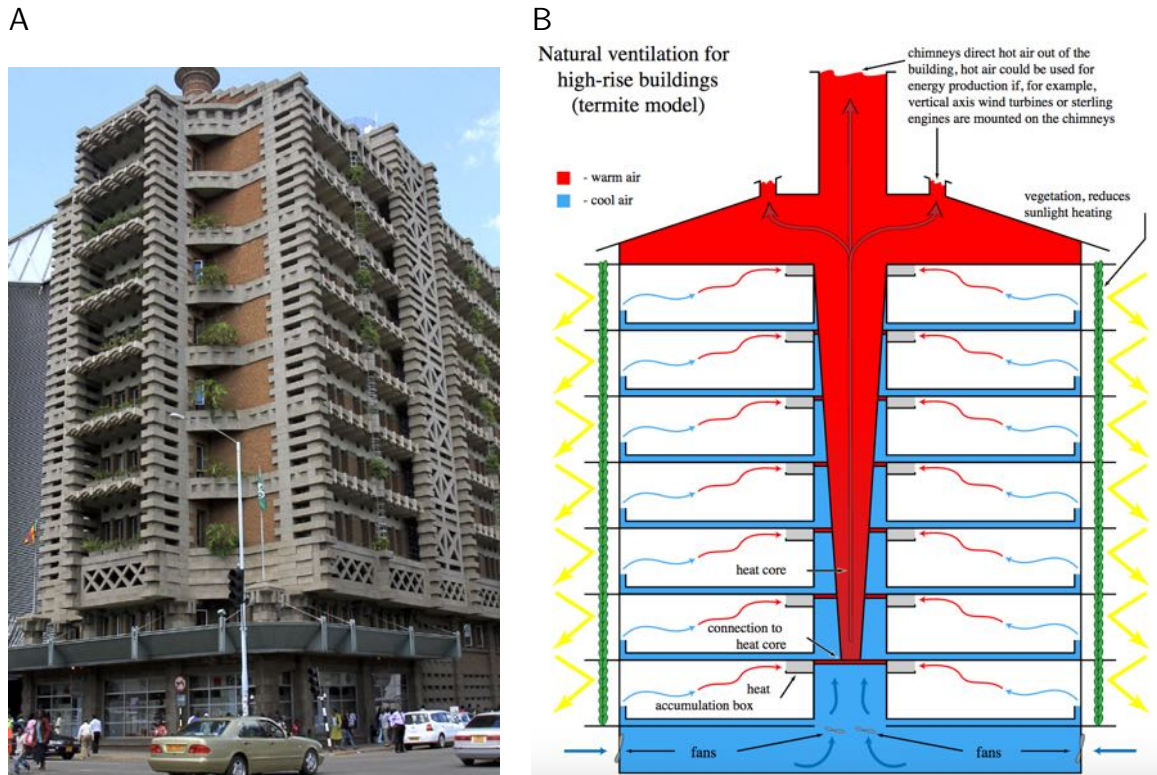 A
B
Natural ventilation for
high-rise buildings
(termite model)
chimneys direct hot air out of the
building, hot air could be used for
energy production if, for example,
vertical axis wind turbines or sterling
engines are mounted on the chimneys
- warm air
- cool air
vegetation, reduces
sunlight heating
heat core
connection to
heat core
heat
accumulation box
fans
fans